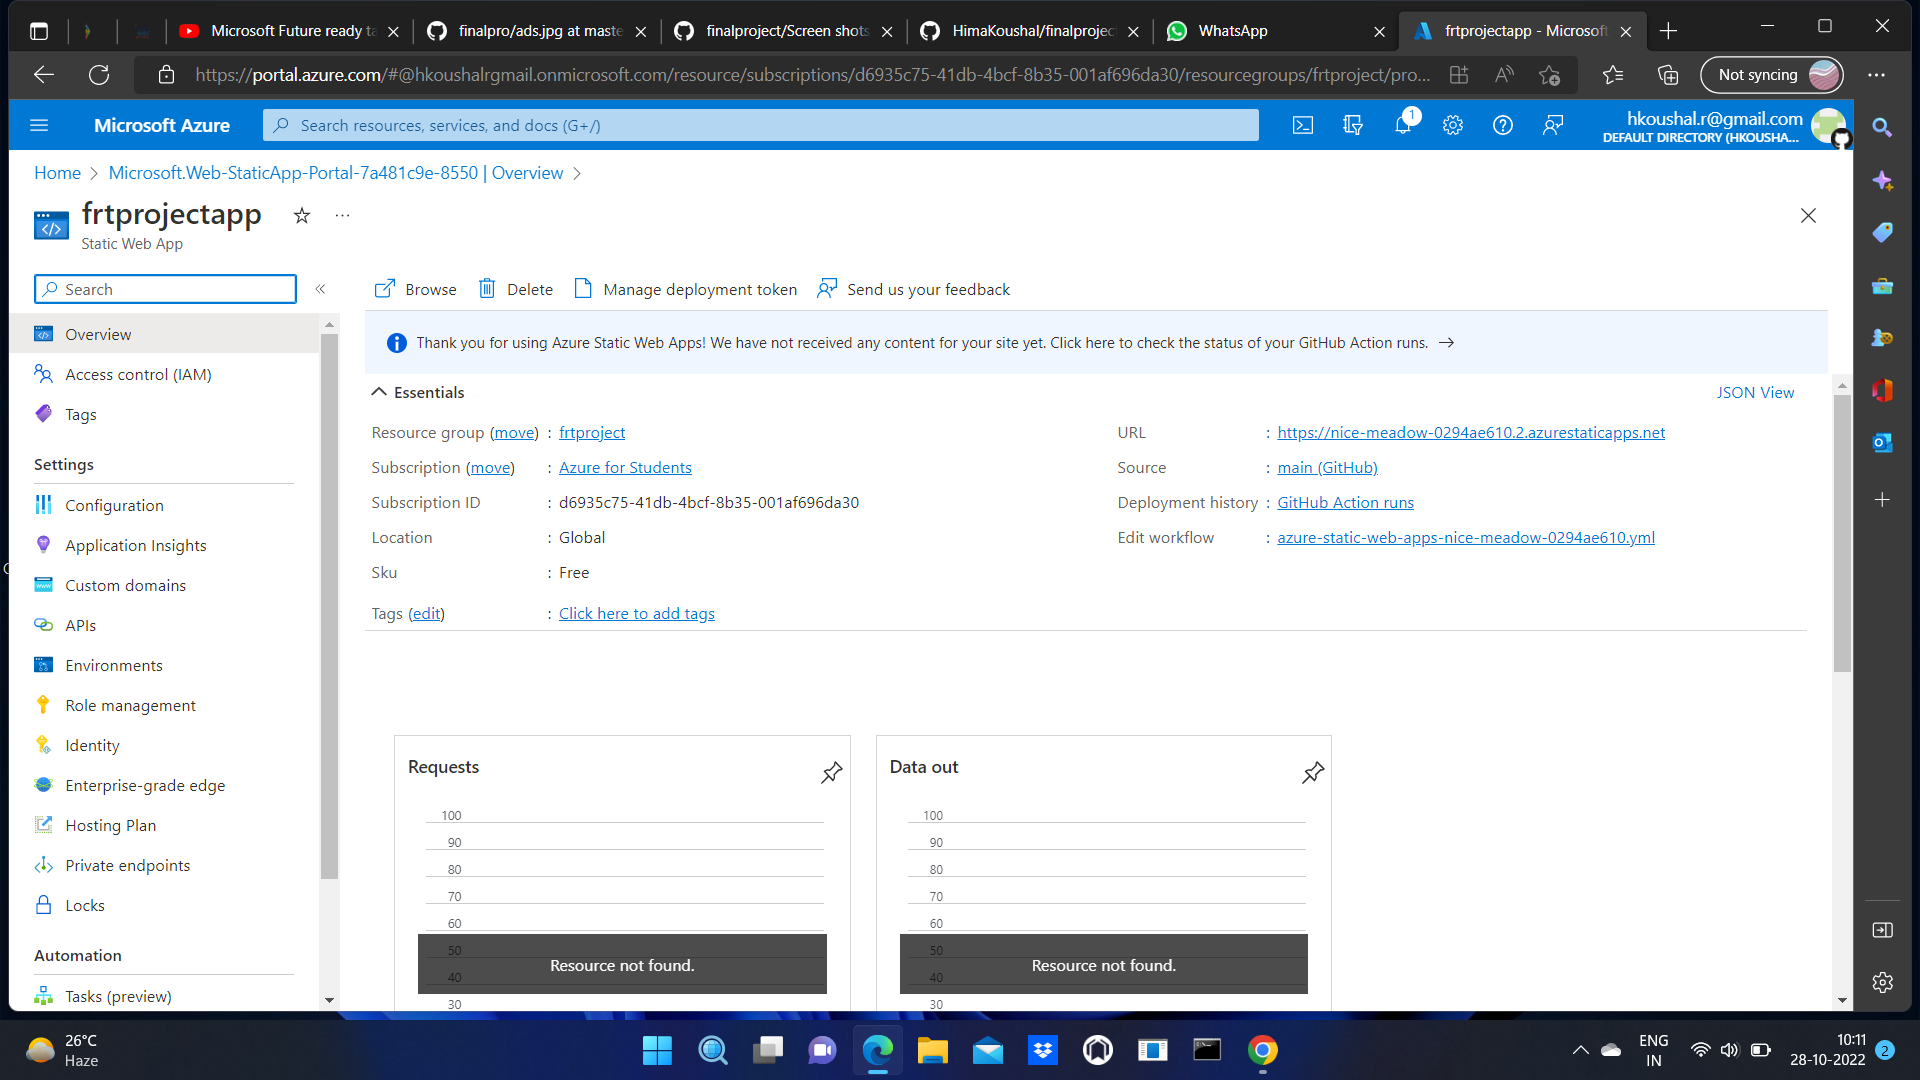 Microsoft Future ready ta
finalpro/ads.jpg at maste
finalproject/Screen shots
HimaKoushal/finalproject
WhatsApp
frtprojectapp - Microsoft
https://portal.azure.com/#@hkoushalrgmail.onmicrosoft.com/resource/subscriptions/d6935c75-41db-4bcf-8b35-001af696da30/resourcegroups/frtproject/pro...
Not syncing
Microsoft Azure
Search resources, services, and docs (G+/)
1
hkoushal.r@gmail.com
DEFAULT DIRECTORY (HKOUSHA...
Home > Microsoft.Web-StaticApp-Portal-7a481c9e-8550 | Overview >
frtprojectapp
Static Web App
Search
Browse
Delete
Manage deployment token
Send us your feedback
Thank you for using Azure Static Web Apps! We have not received any content for your site yet. Click here to check the status of your GitHub Action runs. →
Overview
Access control (IAM)
Tags
Settings
Configuration
Application Insights
Custom domains
APIs
Environments
Role management
Identity
Enterprise-grade edge
Hosting Plan
Private endpoints
Locks
Automation
Tasks (preview)
Essentials
JSON View
Resource group (move) : frtproject
Subscription (move) : Azure for Students
Subscription ID : d6935c75-41db-4bcf-8b35-001af696da30
Location : Global
Sku : Free
Tags (edit) : Click here to add tags
URL : https://nice-meadow-0294ae610.2.azurestaticapps.net
Source : main (GitHub)
Deployment history : GitHub Action runs
Edit workflow : azure-static-web-apps-nice-meadow-0294ae610.yml
Requests
100
90
80
70
60
50
Resource not found.
40
30
Data out
100
90
80
70
60
50
Resource not found.
40
30
26°C
Haze
ENG
IN
10:11
28-10-2022
2